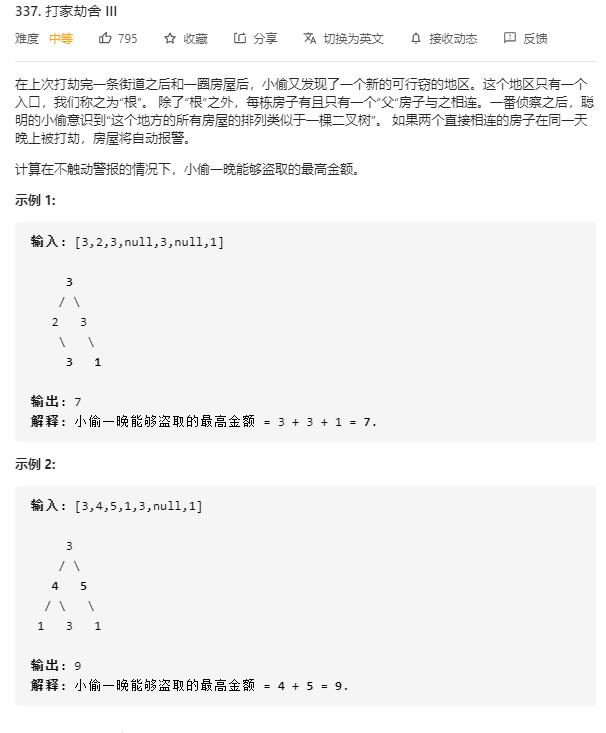 337. 打家劫舍 III
难度 中等 795 收藏 分享 切换为英文 接收动态 反馈
在上次打劫完一条街道之后和一圈房屋后，小偷又发现了一个新的可行窃的地区。这个地区只有一个
入口，我们称之为“根”。 除了“根”之外，每栋房子有且只有一个“父“房子与之相连。一番侦察之后，聪
明的小偷意识到“这个地方的所有房屋的排列类似于一棵二叉树”。 如果两个直接相连的房子在同一天
晚上被打劫，房屋将自动报警。
计算在不触动警报的情况下，小偷一晚能够盗取的最高金额。
示例 1:
输入: [3,2,3,null,3,null,1]
3
/ \
2 3
\ \
3 1
输出: 7
解释: 小偷一晚能够盗取的最高金额 = 3 + 3 + 1 = 7.
示例 2:
输入: [3,4,5,1,3,null,1]
3
/ \
4 5
/ \ \
1 3 1
输出: 9
解释: 小偷一晚能够盗取的最高金额 = 4 + 5 = 9.